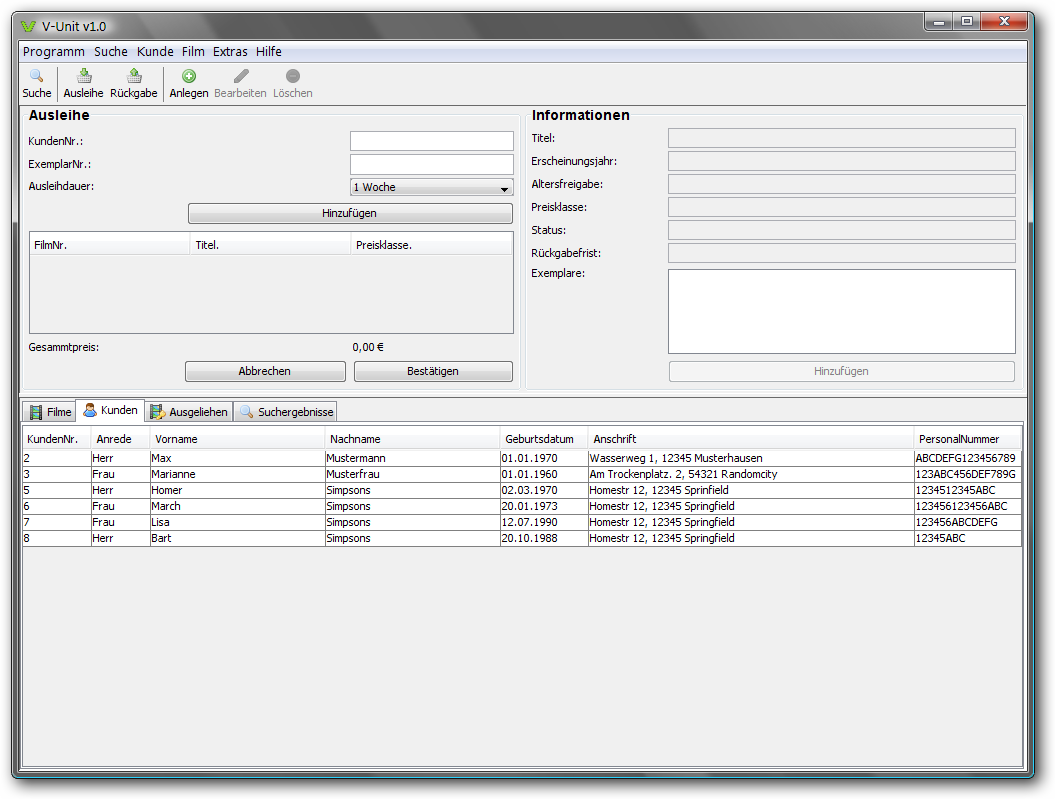 V-Unit v1.0
Programm Suche Kunde Film Extras Hilfe
Suche Ausleihe Rückgabe Anlegen Bearbeiten Löschen
Ausleihe
KundenNr.:
ExemplarNr.:
Ausleihdauer: 1 Woche
Hinzufügen
FilmNr. Titel. Preisklasse.
Gesammtpreis: 0,00 €
Abbrechen Bestätigen
Informationen
Titel:
Erscheinungsjahr:
Altersfreigabe:
Preisklasse:
Status:
Rückgabefrist:
Exemplare:
Hinzufügen
Filme Kunden Ausgeliehen Suchergebnisse
KundenNr. Anrede Vorname Nachname Geburtsdatum Anschrift PersonalNummer
2 Herr Max Mustermann 01.01.1970 Wasserweg 1, 12345 Musterhausen ABCDEFG123456789
3 Frau Marianne Musterfrau 01.01.1960 Am Trockenplatz. 2, 54321 Randomcity 123ABC456DEF789G
5 Herr Homer Simpsons 02.03.1970 Homestr 12, 12345 Sprinfield 1234512345ABC
6 Frau March Simpsons 20.01.1973 Homestr 12, 12345 Springfield 123456123456ABC
7 Frau Lisa Simpsons 12.07.1990 Homestr 12, 12345 Springfield 123456ABCDEFG
8 Herr Bart Simpsons 20.10.1988 Homestr 12, 12345 Springfield 12345ABC